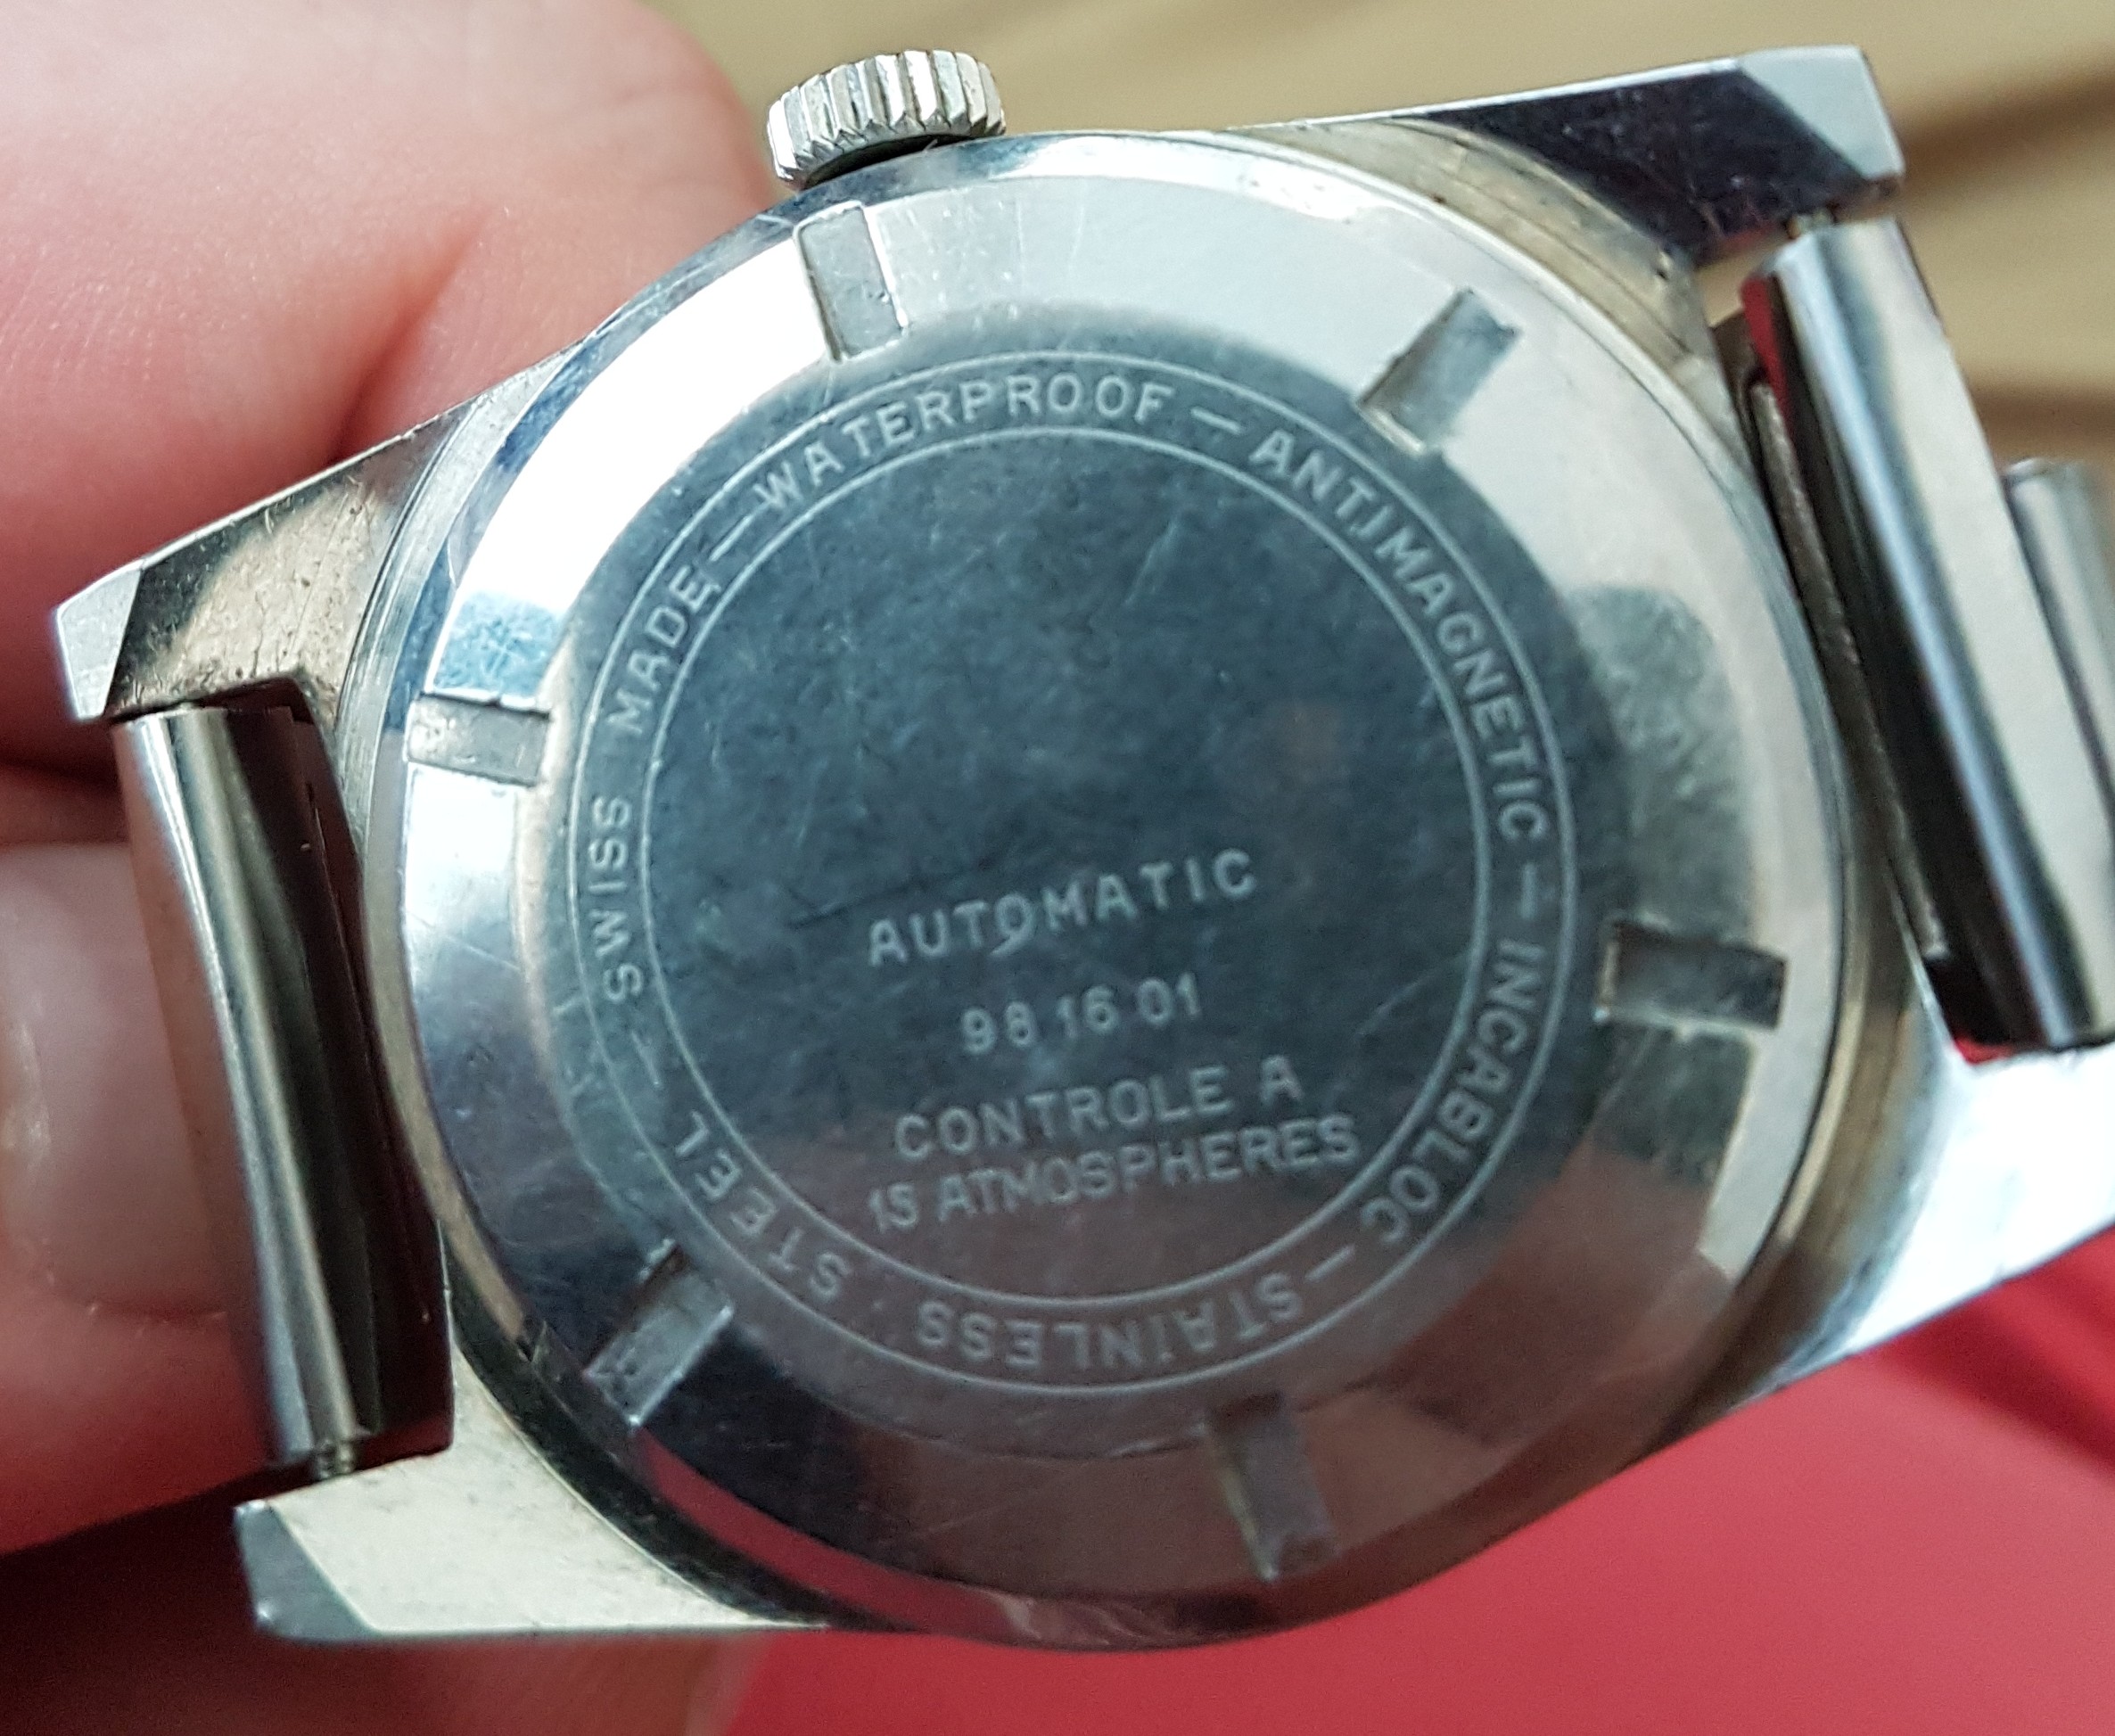 WATERPROOF — ANTIMAGNETIC — INCABLOC — STAINLESS STEEL — SWISS MADE —
AUTOMATIC
98 16 01
CONTROLE A
15 ATMOSPHERES